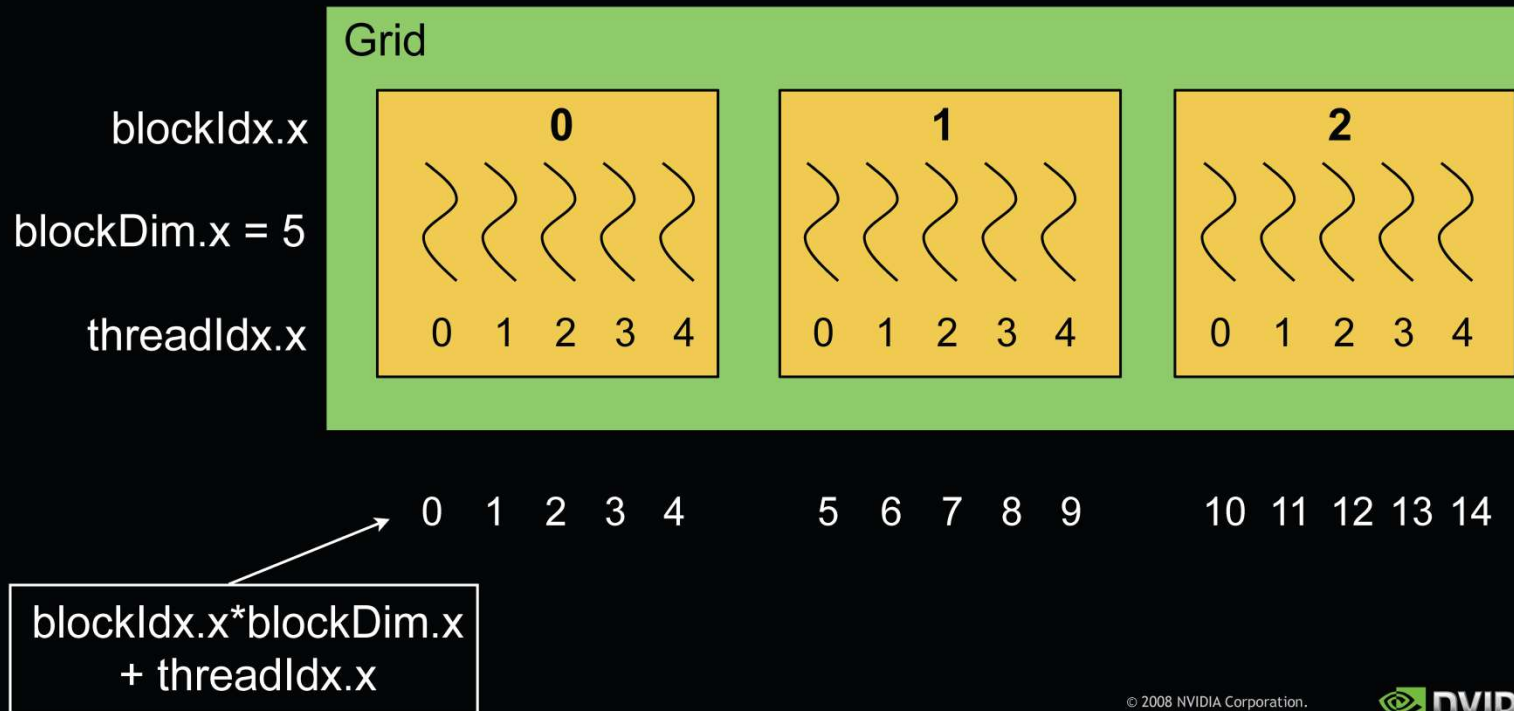 Grid
blockIdx.x
0 1 2
blockDim.x = 5
threadIdx.x
0 1 2 3 4 0 1 2 3 4 0 1 2 3 4
0 1 2 3 4 5 6 7 8 9 10 11 12 13 14
blockIdx.x*blockDim.x
+ threadIdx.x
© 2008 NVIDIA Corporation.